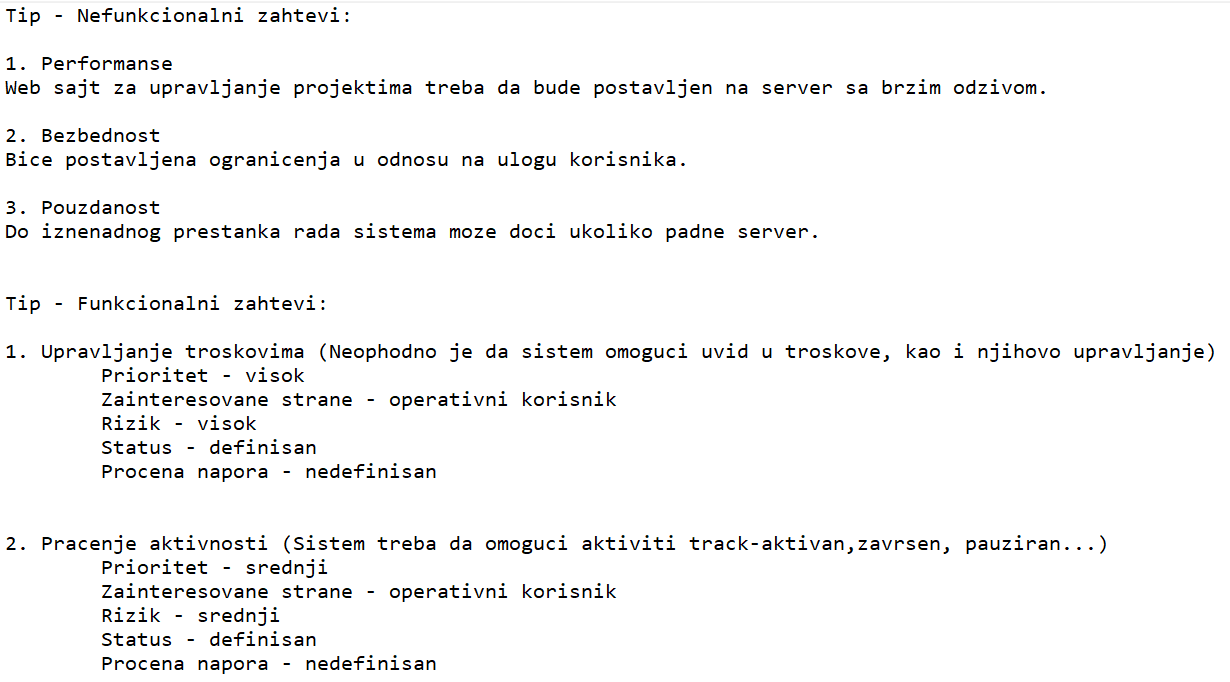 Tip - Nefunkcionalni zahtevi:
1. Performanse
Web sajt za upravljanje projektima treba da bude postavljen na server sa brzim odzivom.
2. Bezbednost
Bice postavljena ogranicenja u odnosu na ulogu korisnika.
3. Pouzdanost
Do iznenadnog prestanka rada sistema moze doci ukoliko padne server.
Tip - Funkcionalni zahtevi:
1. Upravljanje troskovima (Neophodno je da sistem omoguci uvid u troskove, kao i njihovo upravljanje)
Prioritet - visok
Zainteresovane strane - operativni korisnik
Rizik - visok
Status - definisan
Procena napora - nedefinisan
2. Pracenje aktivnosti (Sistem treba da omoguci aktiviti track-aktivan,zavrsen, pauziran...)
Prioritet - srednji
Zainteresovane strane - operativni korisnik
Rizik - srednji
Status - definisan
Procena napora - nedefinisan